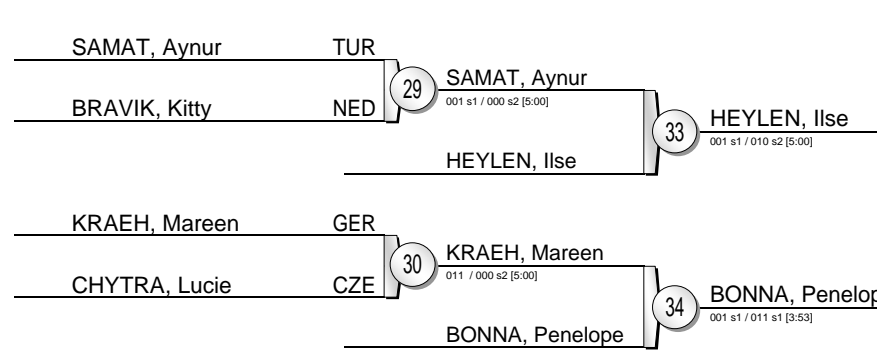 SAMAT, Aynur TUR
BRAVIK, Kitty NED
29
SAMAT, Aynur
001 s1 / 000 s2 [5:00]
HEYLEN, Ilse
33
HEYLEN, Ilse
001 s1 / 010 s2 [5:00]
KRAEH, Mareen GER
CHYTRA, Lucie CZE
30
KRAEH, Mareen
011 / 000 s2 [5:00]
BONNA, Penelope
34
BONNA, Penelop
001 s1 / 011 s1 [3:53]